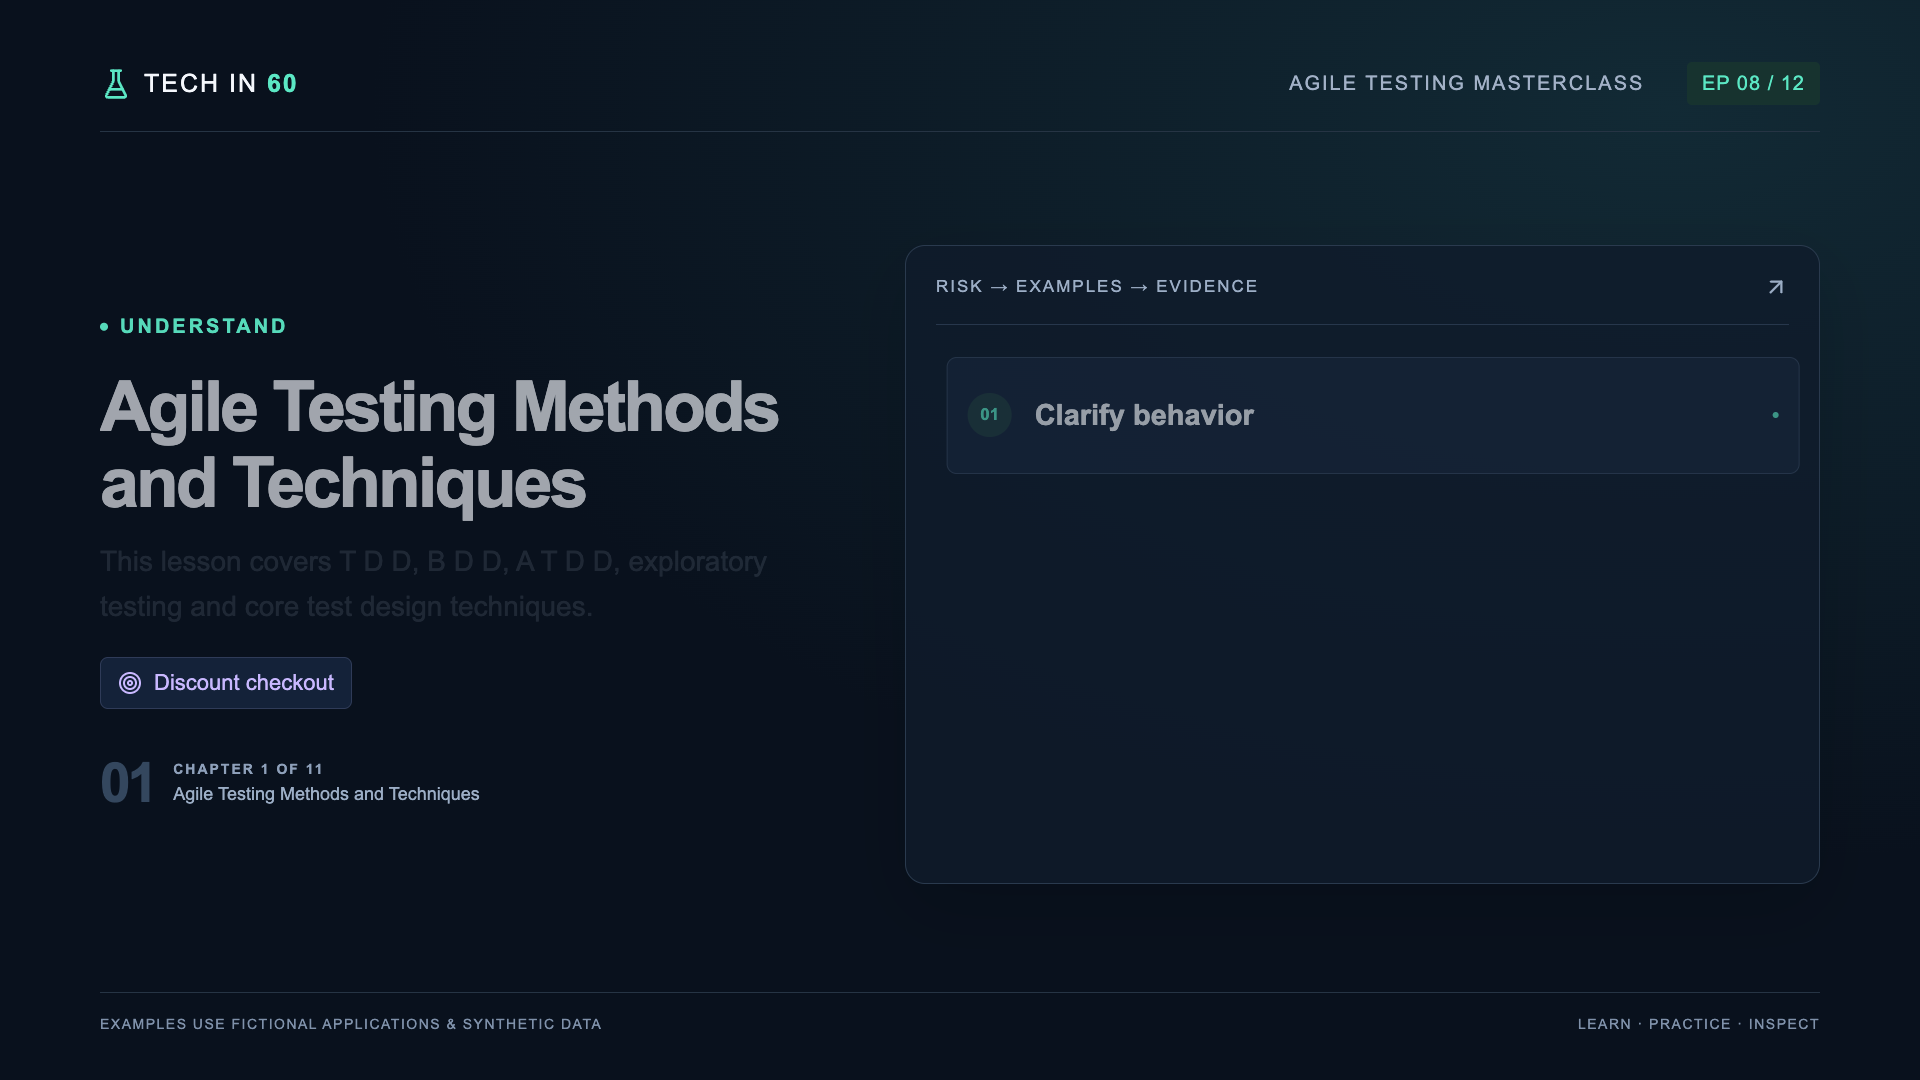 TECH IN 60
AGILE TESTING MASTERCLASS
EP 08 / 12
UNDERSTAND
Agile Testing Methods
and Techniques
This lesson covers T D D, B D D, A T D D, exploratory
testing and core test design techniques.
Discount checkout
01
CHAPTER 1 OF 11
Agile Testing Methods and Techniques
RISK → EXAMPLES → EVIDENCE
01
Clarify behavior
EXAMPLES USE FICTIONAL APPLICATIONS & SYNTHETIC DATA
LEARN · PRACTICE · INSPECT